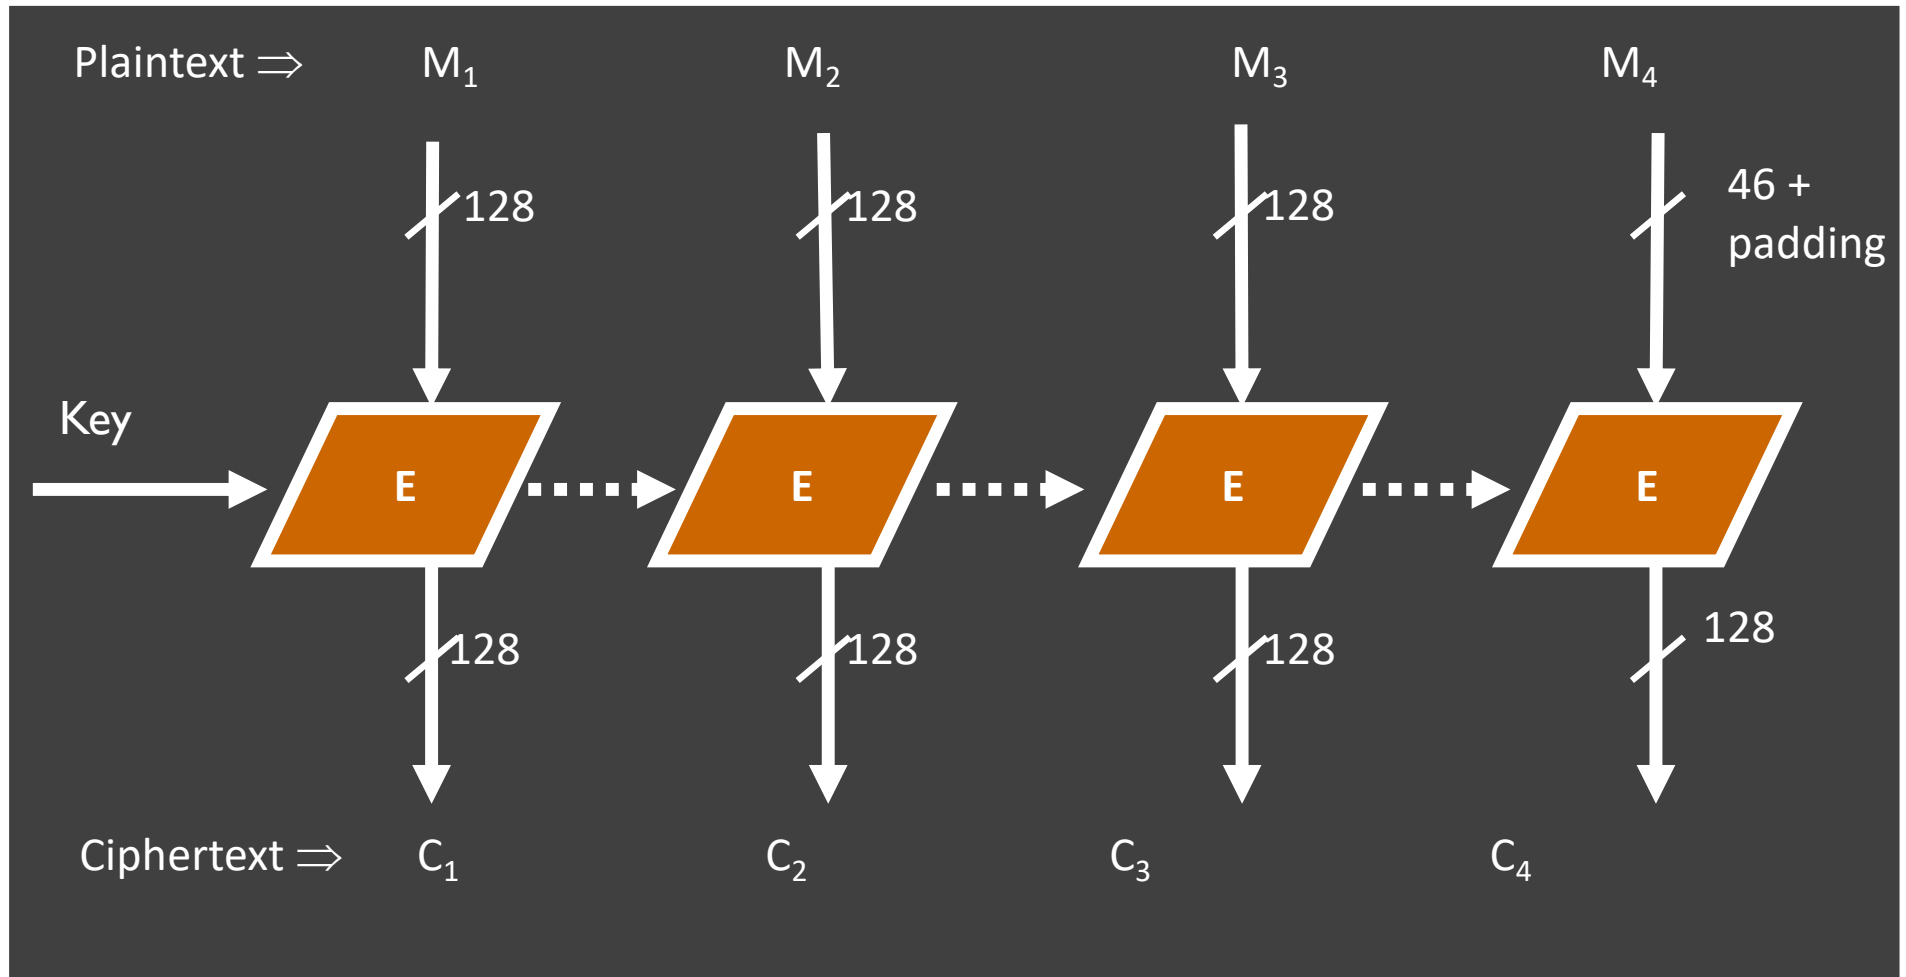 Plaintext ⇒ M₁ M₂ M₃ M₄
128 128 128 46 +
padding
Key
E E E E
128 128 128 128
Ciphertext ⇒ C₁ C₂ C₃ C₄